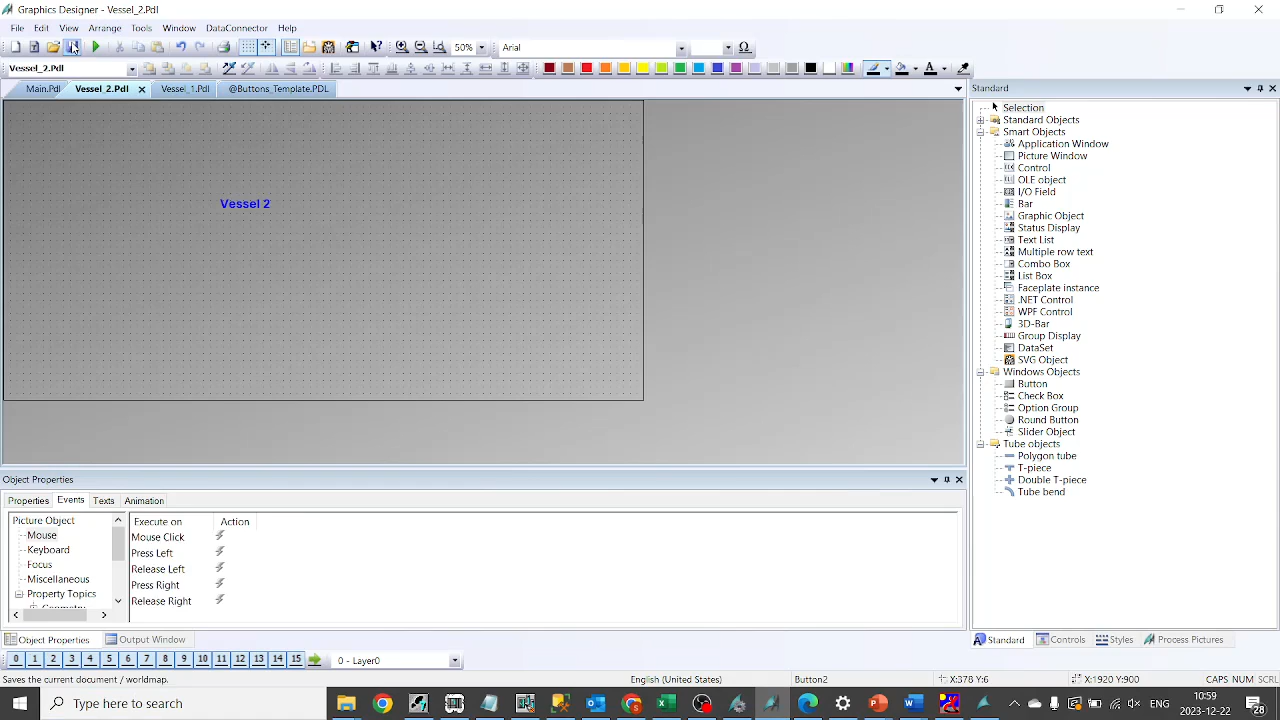 Graphics Designer - Vessel_2.Pdl
File Edit View Arrange Tools Window DataConnector Help
50% Arial
Vessel_2.Pdl
Main.Pdl Vessel_2.Pdl Vessel_1.Pdl @Buttons_Template.PDL
Vessel 2
Standard
Selection
Standard Objects
Smart Objects
Application Window
Picture Window
Control
OLE object
I/O Field
Bar
Graphic Object
Status Display
Text List
Multiple row text
Combo Box
List Box
Faceplate instance
.NET Control
WPF Control
3D-Bar
Group Display
DataSet
SVG Object
Windows Objects
Button
Check Box
Option Group
Round Button
Slider Object
Tube objects
Polygon tube
T-piece
Double T-piece
Tube bend
Object Properties
Properties Events Texts Animation
Picture Object
Mouse
Keyboard
Focus
Miscellaneous
Property Topics
Execute on Action
Mouse Click
Press Left
Release Left
Press Right
Release Right
Object Properties Output Window
Standard Controls Styles Process Pictures
0 1 2 3 4 5 6 7 8 9 10 11 12 13 14 15 0 - Layer0
Saves the current document / worldmap. English (United States) Button2 X:378 Y:6 X:1920 Y:900 CAPS NUM SCRL
Type here to search
ENG
10:59
2023-12-22
28